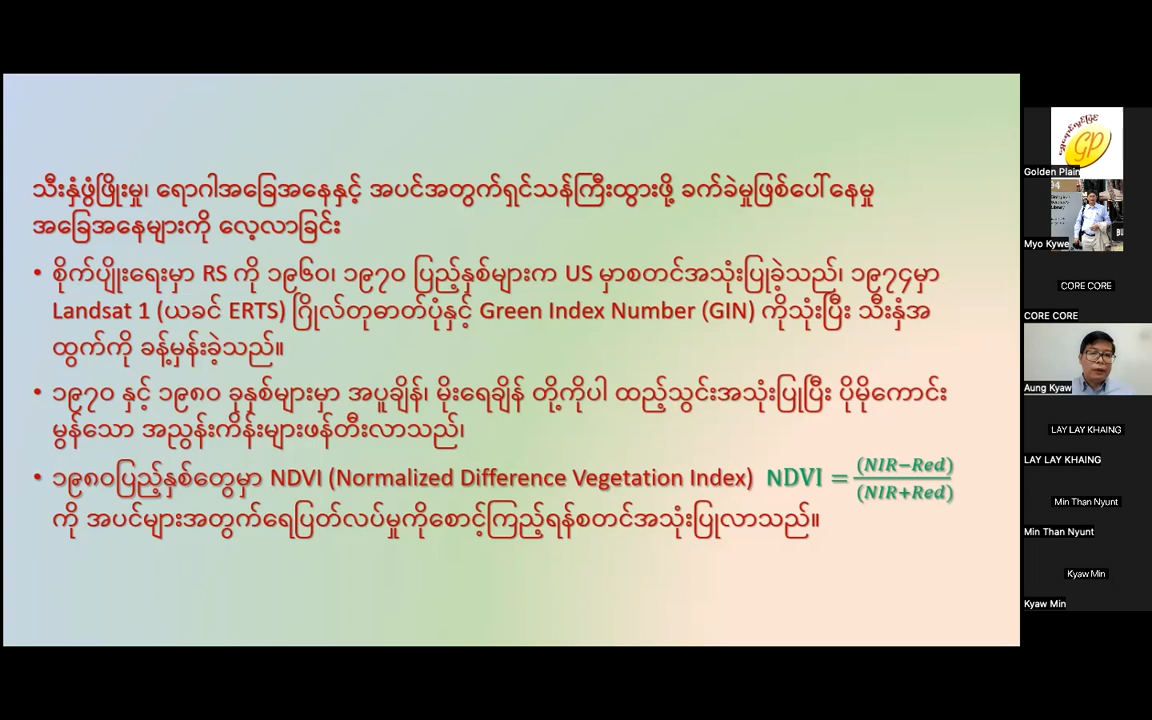 သီးနှံဖွံ့ဖြိုးမှု၊ ရောဂါအခြေအနေနှင့် အပင်အတွက်ရှင်သန်ကြီးထွားဖို့ ခက်ခဲမှုဖြစ်ပေါ်နေမှု
အခြေအနေများကို လေ့လာခြင်း
• စိုက်ပျိုးရေးမှာ RS ကို ၁၉၆၀၊ ၁၉၇၀ ပြည့်နှစ်များက US မှာစတင်အသုံးပြုခဲ့သည်၊ ၁၉၇၄မှာ
Landsat 1 (ယခင် ERTS) ဂြိုလ်တုဓာတ်ပုံနှင့် Green Index Number (GIN) ကိုသုံးပြီး သီးနှံအ
ထွက်ကို ခန့်မှန်းခဲ့သည်။
• ၁၉၇၀ နှင့် ၁၉၈၀ ခုနှစ်များမှာ အပူချိန်၊ မိုးရေချိန် တို့ကိုပါ ထည့်သွင်းအသုံးပြုပြီး ပိုမိုကောင်း
မွန်သော အညွှန်းကိန်းများဖန်တီးလာသည်၊
• ၁၉၈၀ပြည့်နှစ်တွေမှာ NDVI (Normalized Difference Vegetation Index) NDVI = (NIR−Red)/(NIR+Red)
ကို အပင်များအတွက်ရေပြတ်လပ်မှုကိုစောင့်ကြည့်ရန်စတင်အသုံးပြုလာသည်။
GP
Golden Plain
Myo Kywe
CORE CORE
CORE CORE
Aung Kyaw
LAY LAY KHAING
LAY LAY KHAING
Min Than Nyunt
Min Than Nyunt
Kyaw Min
Kyaw Min